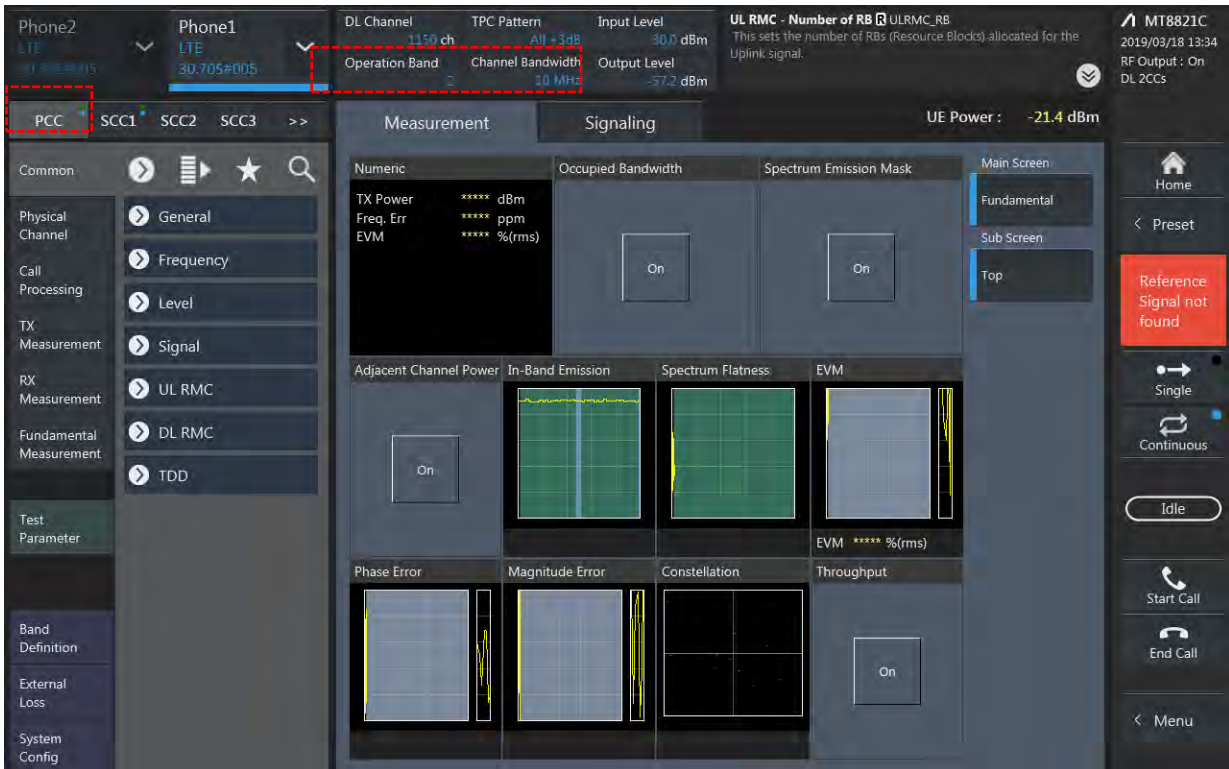 Phone2
LTE
Phone1
LTE
30.70S#005
DL Channel
1150 ch
TPC Pattern
All +3dB
Input Level
30.0 dBm
Operation Band
2
Channel Bandwidth
10 MHz
Output Level
-57.2 dBm
UL RMC - Number of RB R ULRMC_RB
This sets the number of RBs (Resource Blocks) allocated for the
Uplink signal.
MT8821C
2019/03/18 13:34
RF Output : On
DL 2CCs
PCC SCC1 SCC2 SCC3 >>
Measurement
Signaling
UE Power : -21.4 dBm
Common
Physical
Channel
Call
Processing
TX
Measurement
RX
Measurement
Fundamental
Measurement
Test
Parameter
Band
Definition
External
Loss
System
Config
General
Frequency
Level
Signal
UL RMC
DL RMC
TDD
Numeric
TX Power ***** dBm
Freq. Err ***** ppm
EVM ***** %(rms)
Occupied Bandwidth
On
Spectrum Emission Mask
On
Main Screen
Fundamental
Sub Screen
Top
Adjacent Channel Power
On
In-Band Emission
Spectrum Flatness
EVM
EVM ***** %(rms)
Phase Error
Magnitude Error
Constellation
Throughput
On
Home
< Preset
Reference
Signal not
found
Single
Continuous
Idle
Start Call
End Call
< Menu